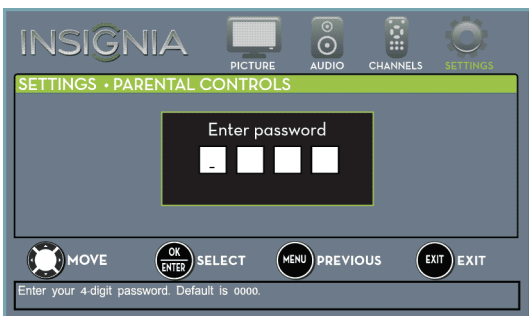 INSIGNIA
PICTURE AUDIO CHANNELS SETTINGS
SETTINGS • PARENTAL CONTROLS
Enter password
-
MOVE OK ENTER SELECT MENU PREVIOUS EXIT EXIT
Enter your 4-digit password. Default is 0000.